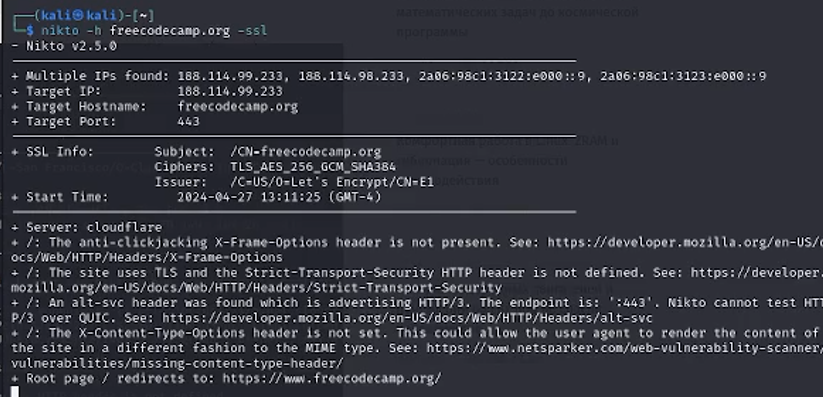 математических задач до космической
программы
(kali㉿kali)-[~]
$ nikto -h freecodecamp.org -ssl
- Nikto v2.5.0
+ Multiple IPs found: 188.114.99.233, 188.114.98.233, 2a06:98c1:3122:e000::9, 2a06:98c1:3123:e000::9
+ Target IP: 188.114.99.233
+ Target Hostname: freecodecamp.org
+ Target Port: 443
+ SSL Info: Subject: /CN=freecodecamp.org
Ciphers: TLS_AES_256_GCM_SHA384
Issuer: /C=US/O=Let's Encrypt/CN=E1
+ Start Time: 2024-04-27 13:11:25 (GMT-4)
+ Server: cloudflare
+ /: The anti-clickjacking X-Frame-Options header is not present. See: https://developer.mozilla.org/en-US/d
ocs/Web/HTTP/Headers/X-Frame-Options
+ /: The site uses TLS and the Strict-Transport-Security HTTP header is not defined. See: https://developer.
mozilla.org/en-US/docs/Web/HTTP/Headers/Strict-Transport-Security
+ /: An alt-svc header was found which is advertising HTTP/3. The endpoint is: ':443'. Nikto cannot test HTT
P/3 over QUIC. See: https://developer.mozilla.org/en-US/docs/Web/HTTP/Headers/alt-svc
+ /: The X-Content-Type-Options header is not set. This could allow the user agent to render the content of
the site in a different fashion to the MIME type. See: https://www.netsparker.com/web-vulnerability-scanner/
vulnerabilities/missing-content-type-header/
+ Root page / redirects to: https://www.freecodecamp.org/